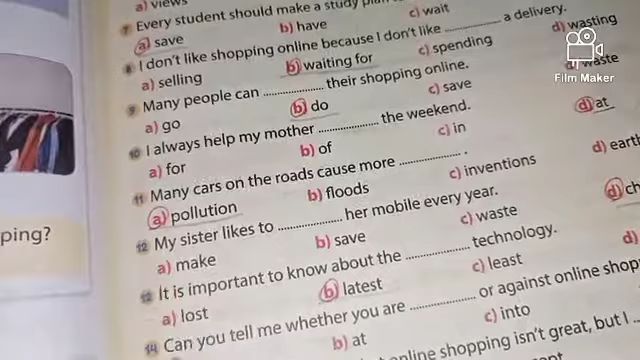 a) views
7 Every student should make a study plan
a) save b) have c) wait
8 I don't like shopping online because I don't like .............. a delivery.
a) selling b) waiting for c) spending d) wasting
9 Many people can .................. their shopping online.
a) go b) do c) save d) waste
10 I always help my mother .................. the weekend.
a) for b) of c) in d) at
11 Many cars on the roads cause more .................. .
a) pollution b) floods c) inventions d) earth
12 My sister likes to .................. her mobile every year.
a) make b) save c) waste d) ch
13 It is important to know about the .................. technology.
a) lost b) latest c) least d)
14 Can you tell me whether you are .................. or against online shop
b) at c) into
online shopping isn't great, but I
ping?
Film Maker